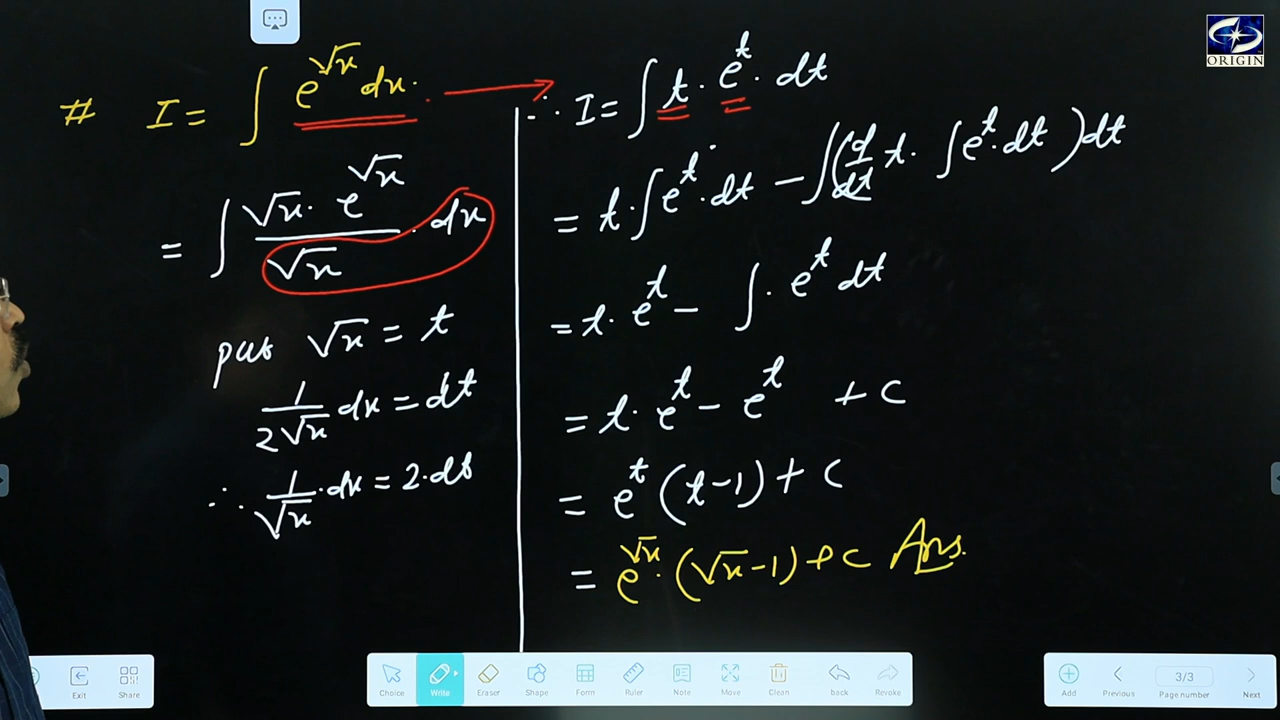 ORIGIN
# I = ∫ e^√x dx.
= ∫ √x · e^√x / √x · dx
put √x = t
1/2√x dx = dt
∴ 1/√x · dx = 2·dt
∴ I = ∫ t · e^t · dt
= t · ∫ e^t · dt − ∫ (d/dt t · ∫ e^t · dt) dt
= t · e^t − ∫ · e^t dt
= t · e^t − e^t + c
= e^t (t−1) + c
= e^√x · (√x −1) + c Ans.
Exit Share
Choice Write Eraser Shape Form Ruler Note Move Clean back Revoke
Add Previous 3/3 Page number Next